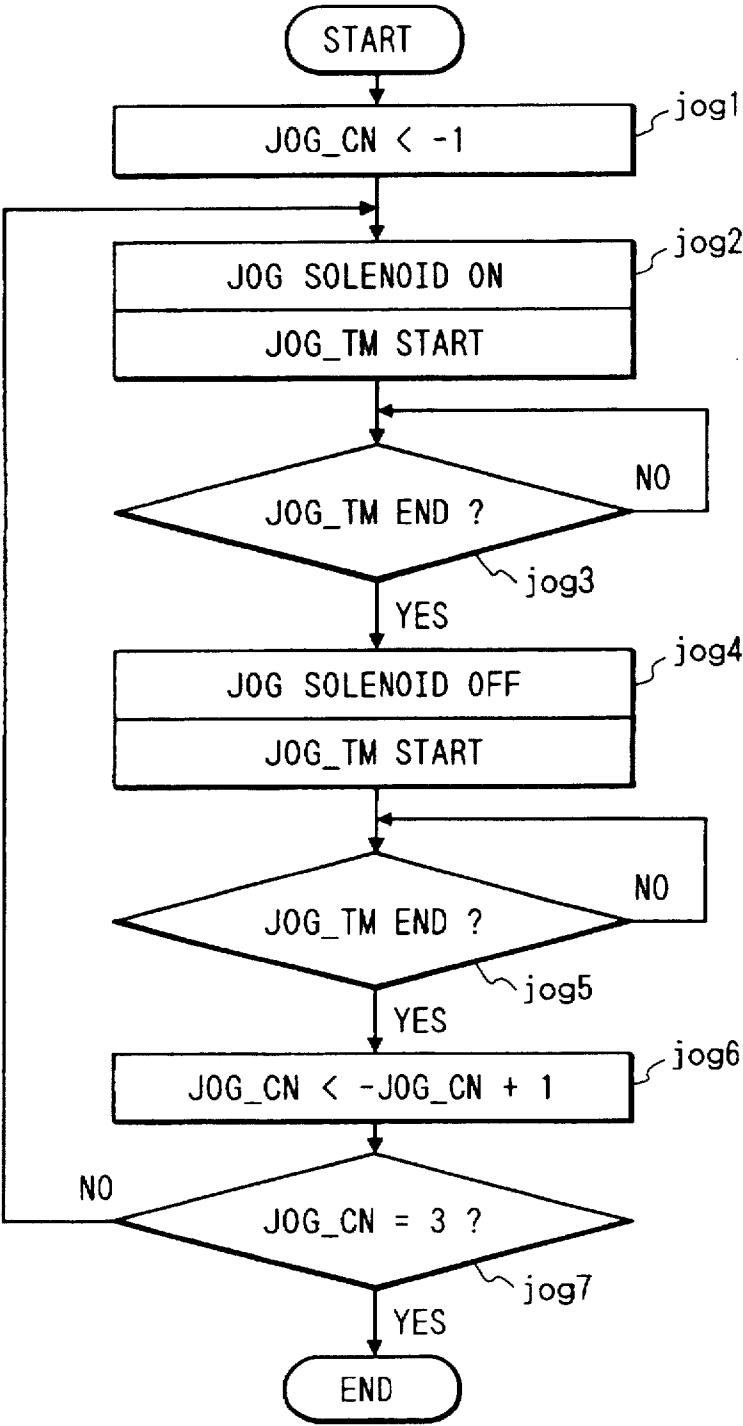 START
JOG_CN < -1
jog1
JOG SOLENOID ON
jog2
JOG_TM START
JOG_TM END ?
NO
jog3
YES
JOG SOLENOID OFF
jog4
JOG_TM START
JOG_TM END ?
NO
jog5
YES
JOG_CN < -JOG_CN + 1
jog6
NO
JOG_CN = 3 ?
jog7
YES
END